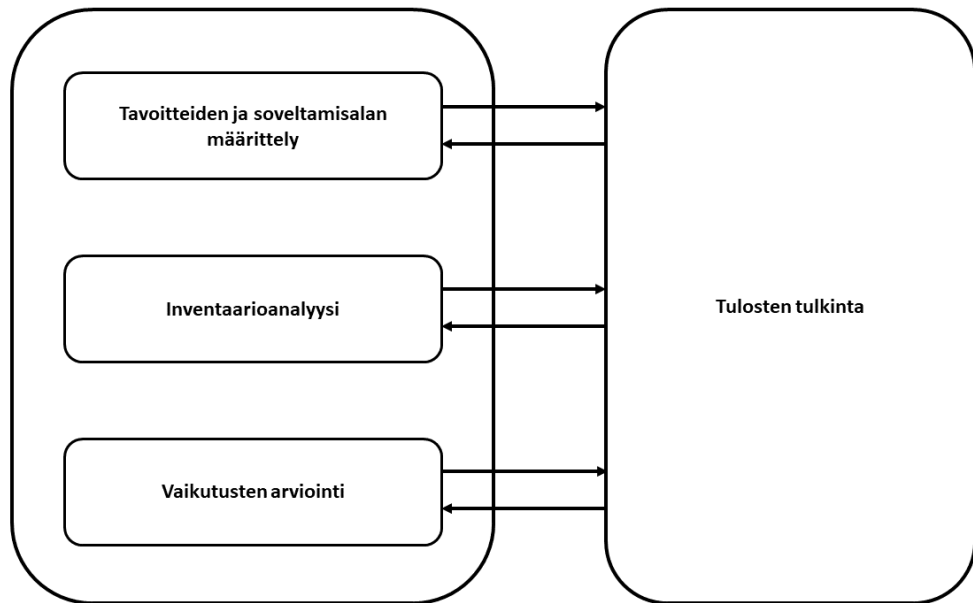 Tavoitteiden ja soveltamisalan
määrittely
Inventaarioanalyysi
Vaikutusten arviointi
Tulosten tulkinta